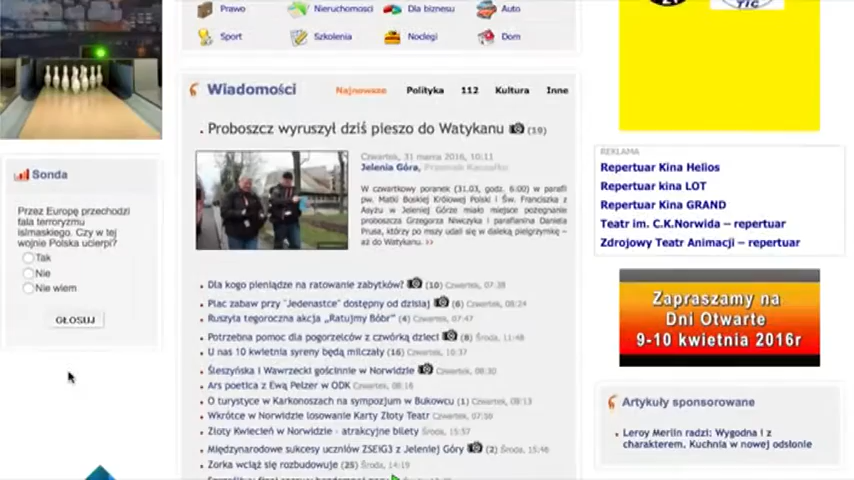 Prawo
Nieruchomości
Dla biznesu
Auto
Sport
Szkolenia
Noclegi
Dom
TIC
Sonda
Przez Europę przechodzi
fala terroryzmu
islmaskiego. Czy w tej
wojnie Polska ucierpi?
Tak
Nie
Nie wiem
GŁOSUJ
Wiadomości
Najnowsze Polityka 112 Kultura Inne
Proboszcz wyruszył dziś pieszo do Watykanu (19)
Czwartek, 31 marca 2016, 10:11
Jelenia Góra,
W czwartkowy poranek (31.03, godz. 6:00) w parafii
pw. Matki Boskiej Królowej Polski i Św. Franciszka z
Asyżu w Jeleniej Górze miało miejsce pożegnanie
proboszcza Grzegorza Niwczyka i parafianina Daniela
Prusa, którzy po mszy udali się w daleką pielgrzymkę –
aż do Watykanu. >>
Dla kogo pieniądze na ratowanie zabytków? (10) Czwartek, 07:38
Plac zabaw przy "Jedenastce" dostępny od dzisiaj (6) Czwartek, 08:24
Ruszyła tegoroczna akcja „Ratujmy Bóbr” (4) Czwartek, 07:47
Potrzebna pomoc dla pogorzelców z czwórką dzieci (8) Środa, 11:48
U nas 10 kwietnia syreny będą milczały (16) Czwartek, 10:37
Śleszyńska i Wawrzecki gościnnie w Norwidzie Czwartek, 08:30
Ars poetica z Ewą Pelzer w ODK Czwartek, 08:16
O turystyce w Karkonoszach na sympozjum w Bukowcu (1) Czwartek, 08:13
Wkrótce w Norwidzie losowanie Karty Złoty Teatr Czwartek, 07:56
Złoty Kwiecień w Norwidzie - atrakcyjne bilety Środa, 15:57
Międzynarodowe sukcesy uczniów ZSEIG3 z Jeleniej Góry (2) Środa, 15:46
Zorka wciąż się rozbudowuje (25) Środa, 14:19
REKLAMA
Repertuar Kina Helios
Repertuar kina LOT
Repertuar Kina GRAND
Teatr im. C.K.Norwida – repertuar
Zdrojowy Teatr Animacji – repertuar
Zapraszamy na
Dni Otwarte
9-10 kwietnia 2016r
Artykuły sponsorowane
Leroy Merlin radzi: Wygodna i z
charakterem. Kuchnia w nowej odsłonie